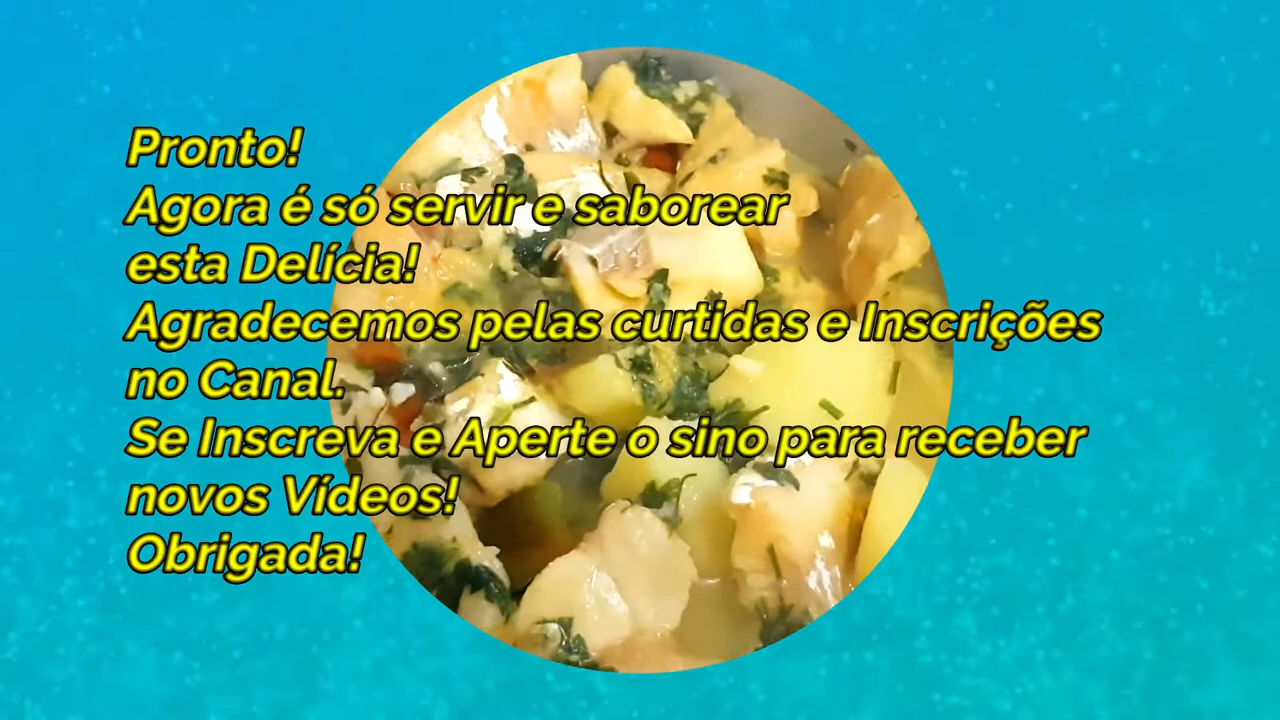 Pronto!
Agora é só servir e saborear
esta Delícia!
Agradecemos pelas curtidas e Inscrições
no Canal.
Se Inscreva e Aperte o sino para receber
novos Vídeos!
Obrigada!